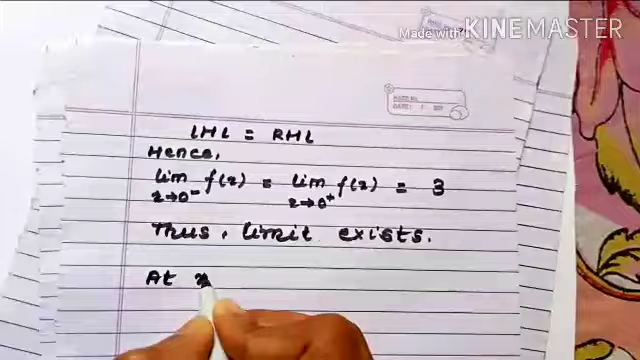 Made with KINEMASTER
LHL = RHL
Hence,
lim f(x) = lim f(x) = 3
x→0⁻ x→0⁺
Thus, limit exists.
At x